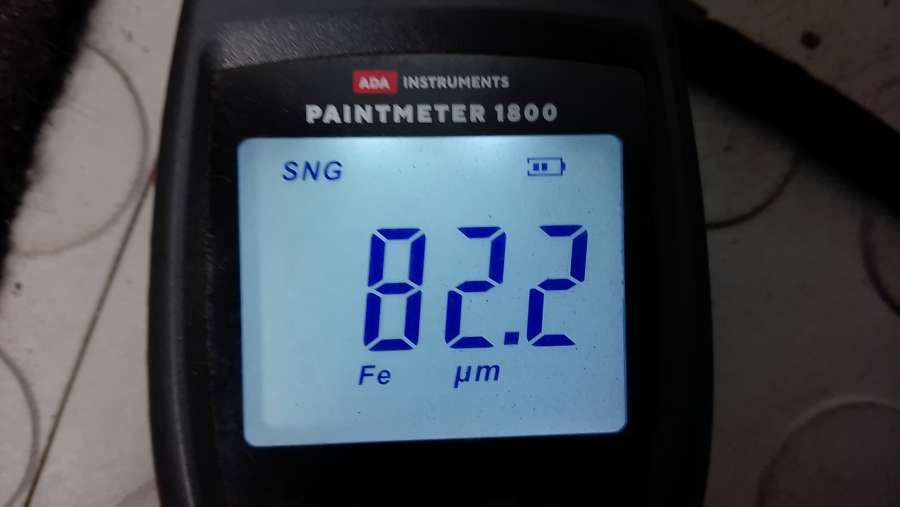 ADA INSTRUMENTS
PAINTMETER 1800
SNG
82.2
Fe µm